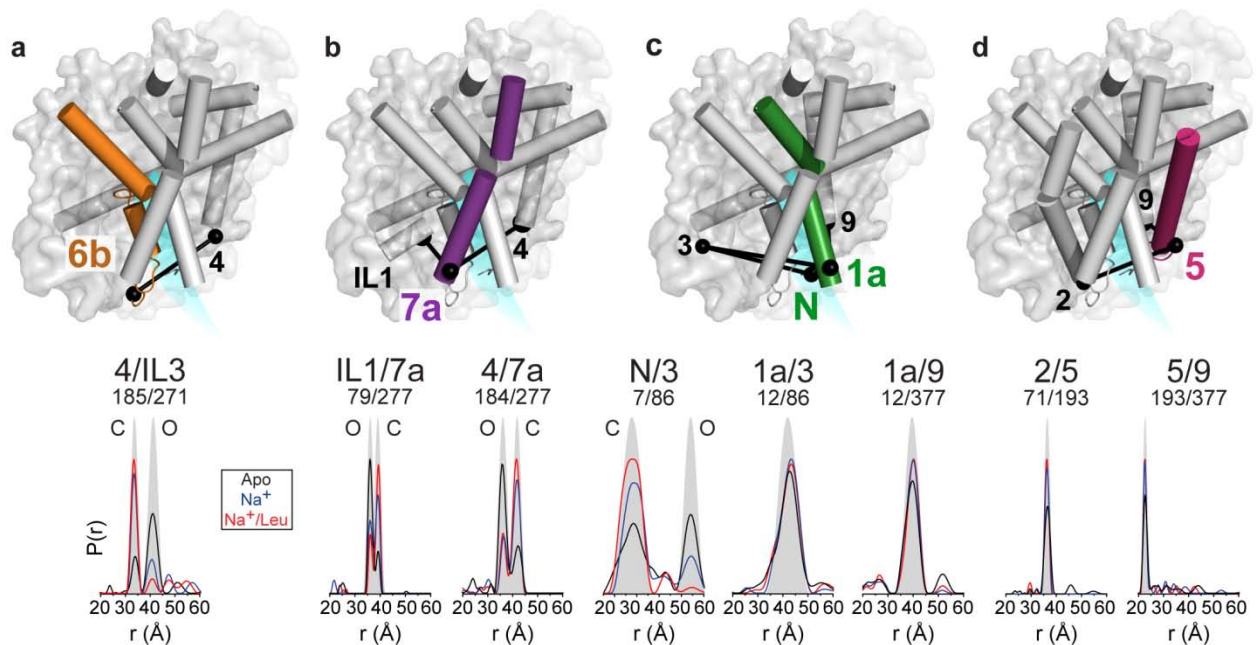 a b c d
6b 4
IL1 7a 4
3 9 N 1a
9 2 5
4/IL3 IL1/7a 4/7a N/3 1a/3 1a/9 2/5 5/9
185/271 79/277 184/277 7/86 12/86 12/377 71/193 193/377
C O O C O C C O
Apo
Na+
Na+/Leu
P(r)
20 30 40 50 60 20 30 40 50 60 20 30 40 50 60 20 30 40 50 60 20 30 40 50 60 20 30 40 50 60 20 30 40 50 60 20 30 40 50 60
r (Å) r (Å) r (Å) r (Å) r (Å) r (Å) r (Å) r (Å)